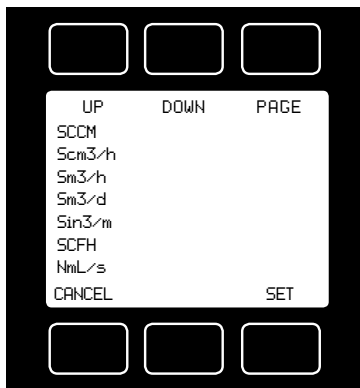 UP DOWN PAGE
SCCM
Scm3/h
Sm3/h
Sm3/d
Sin3/m
SCFH
NmL/s
CANCEL SET